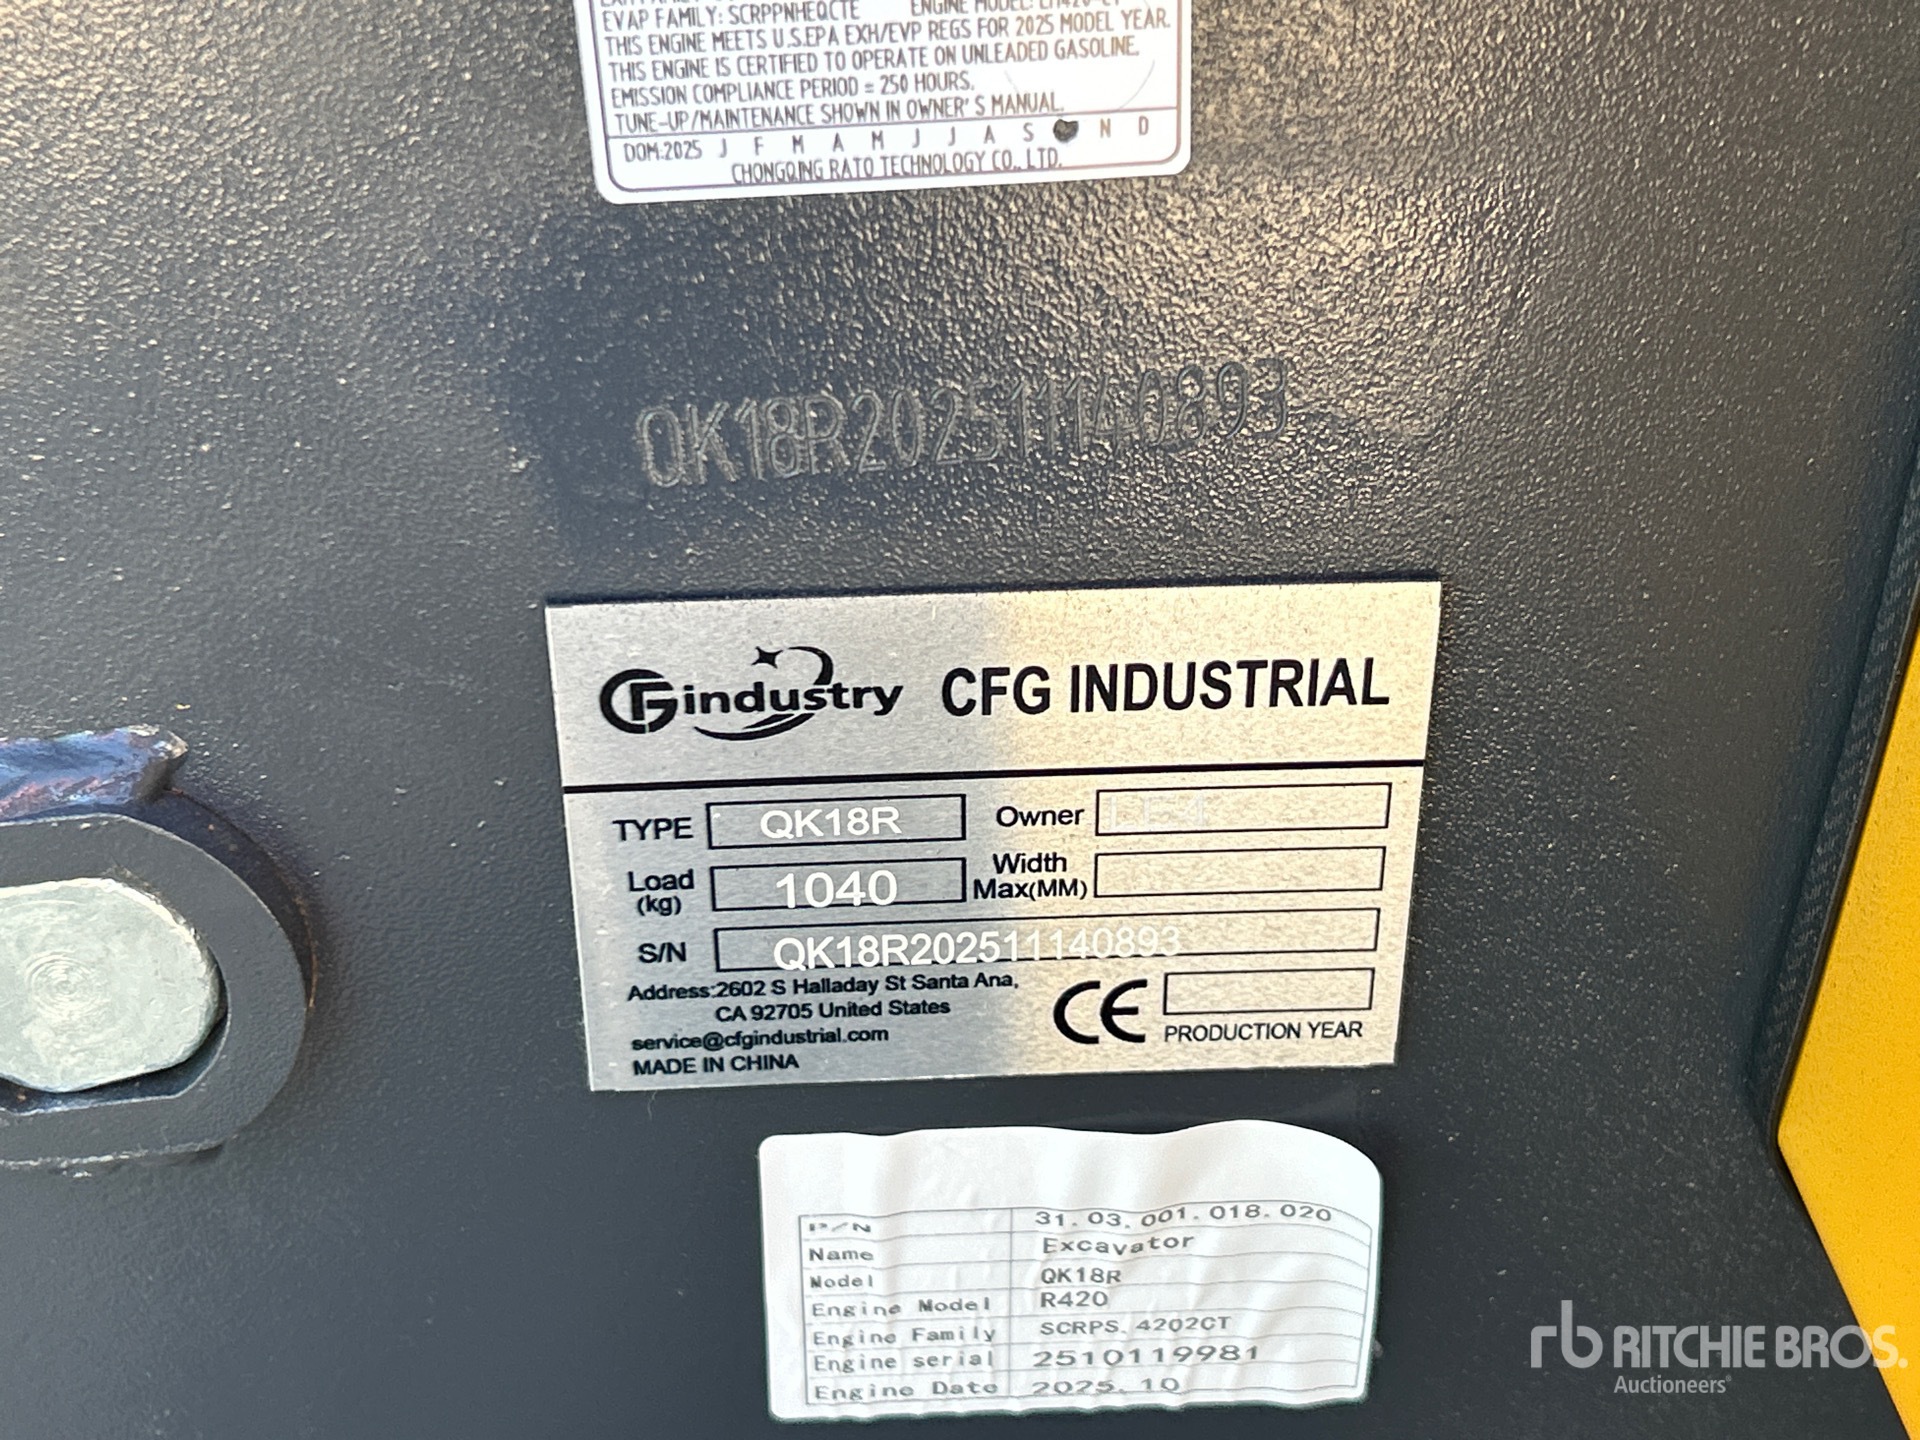 EVAP FAMILY: SCRPPNHEQCTE ENGINE MODEL:
THIS ENGINE MEETS U.S.EPA EXH/EVP REGS FOR 2025 MODEL YEAR.
THIS ENGINE IS CERTIFIED TO OPERATE ON UNLEADED GASOLINE.
EMISSION COMPLIANCE PERIOD = 250 HOURS.
TUNE-UP/MAINTENANCE SHOWN IN OWNER'S MANUAL.
DOM:2025 J F M A M J J A S N D
CHONGQING RATO TECHNOLOGY CO., LTD.
QK18R202511140893
CFG industry CFG INDUSTRIAL
TYPE QK18R Owner
Load (kg) 1040 Width Max(MM)
S/N QK18R202511140893
Address:2602 S Halladay St Santa Ana,
CA 92705 United States
service@cfgindustrial.com
MADE IN CHINA
CE PRODUCTION YEAR
P/N 31.03.001.018.020
Name Excavator
Model QK18R
Engine Model R420
Engine Family SCRPS.4202CT
Engine serial 2510119981
Engine Date 2025.10
rb RITCHIE BROS.
Auctioneers